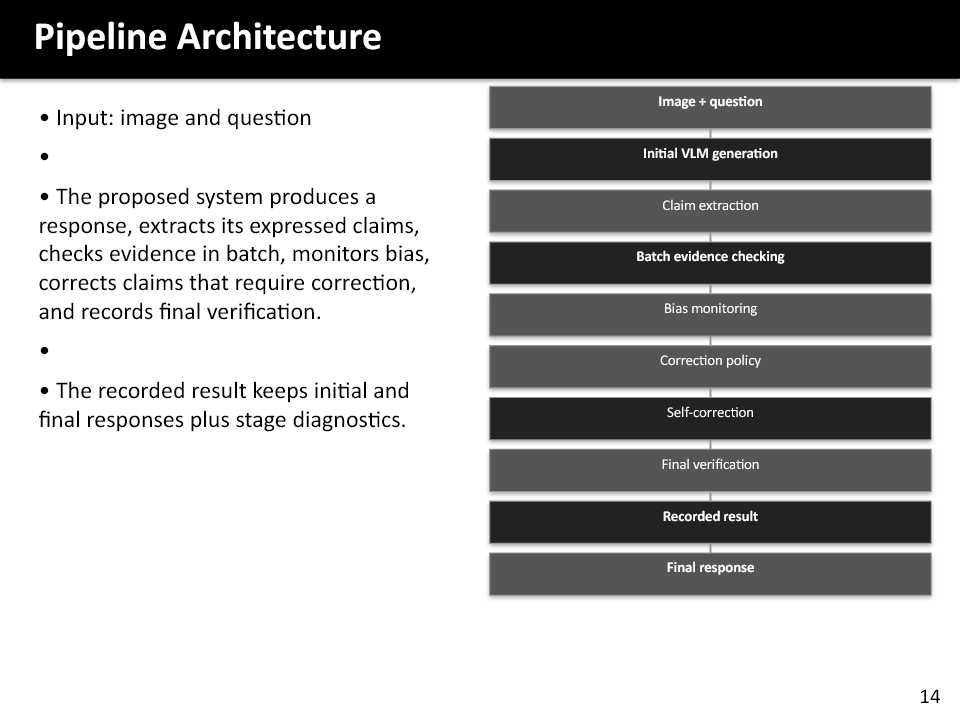 Pipeline Architecture
• Input: image and question
•
• The proposed system produces a
response, extracts its expressed claims,
checks evidence in batch, monitors bias,
corrects claims that require correction,
and records final verification.
•
• The recorded result keeps initial and
final responses plus stage diagnostics.
Image + question
Initial VLM generation
Claim extraction
Batch evidence checking
Bias monitoring
Correction policy
Self-correction
Final verification
Recorded result
Final response
14